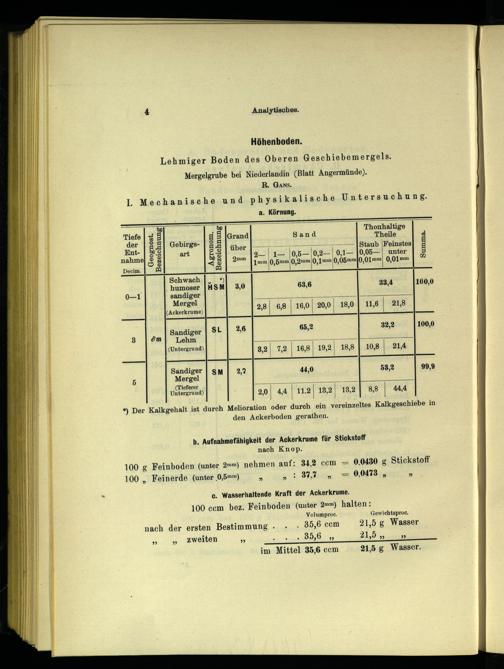 4
Analytisches.
Höhenboden.
Lehmiger Boden des Oberen Geschiebemergels.
Mergelgrube bei Niederlandin (Blatt Angermünde).
R. GANS.
I. Mechanische und physikalische Untersuchung.
a. Körnung.
Tiefe der Entnahme Decim. | Geognost. Bezeichnung | Gebirgsart | Agronom. Bezeichnung | Grand über 2mm | Sand | Thonhaltige Theile | Summa.
2—1mm | 1—0,5mm | 0,5—0,2mm | 0,2—0,1mm | 0,1—0,05mm | Staub 0,05—0,01mm | Feinstes unter 0,01mm
0—1 | Schwach humoser sandiger Mergel (Ackerkrume) | *) H̆SM | 3,0 | 63,6 | 33,4 | 100,0
2,8 | 6,8 | 16,0 | 20,0 | 18,0 | 11,6 | 21,8
3 | ∂m | Sandiger Lehm (Untergrund) | SL | 2,6 | 65,2 | 32,2 | 100,0
3,2 | 7,2 | 16,8 | 19,2 | 18,8 | 10,8 | 21,4
5 | Sandiger Mergel (Tieferer Untergrund) | SM | 2,7 | 44,0 | 53,2 | 99,9
2,0 | 4,4 | 11.2 | 13,2 | 13,2 | 8,8 | 44,4
*) Der Kalkgehalt ist durch Melioration oder durch ein vereinzeltes Kalkgeschiebe in
den Ackerboden gerathen.
b. Aufnahmefähigkeit der Ackerkrume für Stickstoff
nach Knop.
100 g Feinboden (unter 2mm) nehmen auf: 34,2 ccm = 0,0430 g Stickstoff
100 „ Feinerde (unter 0,5mm) „ „ : 37,7 „ = 0,0473 „ „
c. Wasserhaltende Kraft der Ackerkrume.
100 ccm bez. Feinboden (unter 2mm) halten:
Volumproc. Gewichtsproc.
nach der ersten Bestimmung . . . 35,6 ccm 21,5 g Wasser
„ „ zweiten „ . . . 35,6 „ 21,5 „ „
im Mittel 35,6 ccm 21,5 g Wasser.